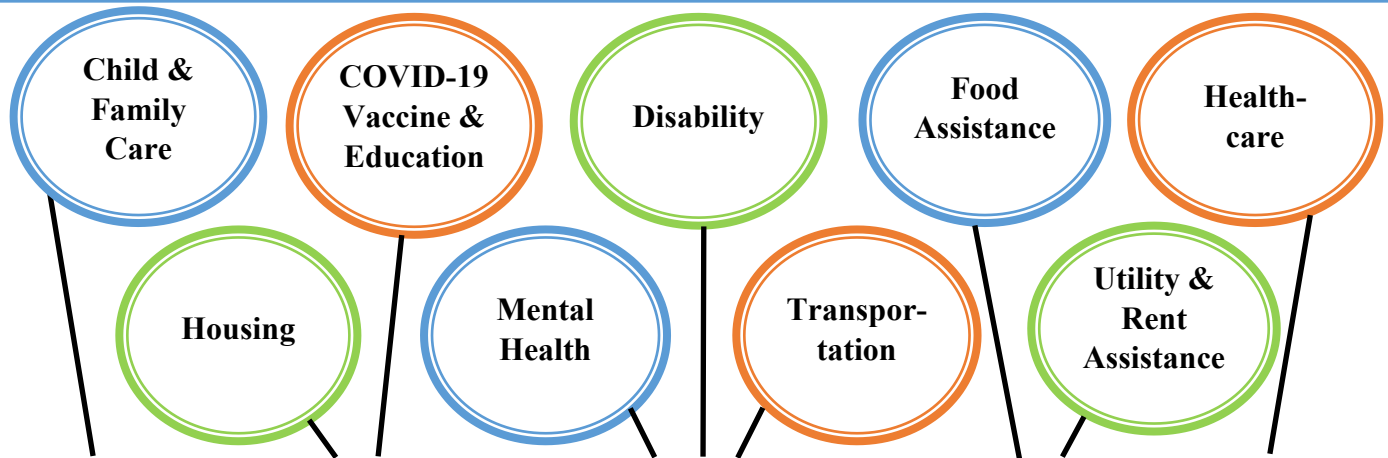 Child &
Family
Care
COVID-19
Vaccine &
Education
Disability
Food
Assistance
Health-
care
Housing
Mental
Health
Transpor-
tation
Utility &
Rent
Assistance